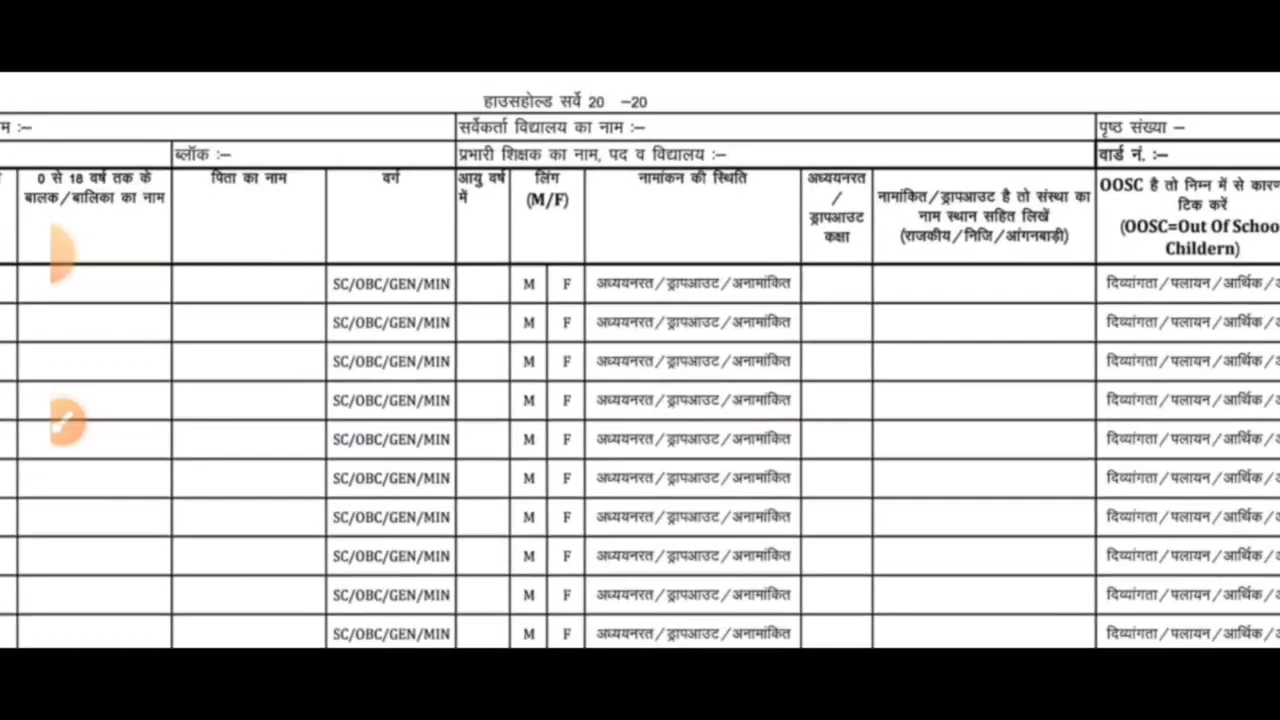 हाउसहोल्ड सर्वे 20 –20
म :– सर्वेकर्ता विद्यालय का नाम :– पृष्ठ संख्या –
ब्लॉक :– प्रभारी शिक्षक का नाम, पद व विद्यालय :– वार्ड नं. :–
0 से 18 वर्ष तक के
बालक/बालिका का नाम
पिता का नाम
वर्ग
आयु वर्ष
में
लिंग
(M/F)
नामांकन की स्थिति
अध्ययनरत
/
ड्रापआउट
कक्षा
नामांकित/ड्रापआउट है तो संस्था का
नाम स्थान सहित लिखें
(राजकीय/निजि/आंगनबाड़ी)
OOSC है तो निम्न में से कारण
टिक करें
(OOSC=Out Of Schoo
Childern)
SC/OBC/GEN/MIN M F अध्ययनरत/ड्रापआउट/अनामांकित दिव्यांगता/पलायन/आर्थिक/
SC/OBC/GEN/MIN M F अध्ययनरत/ड्रापआउट/अनामांकित दिव्यांगता/पलायन/आर्थिक/
SC/OBC/GEN/MIN M F अध्ययनरत/ड्रापआउट/अनामांकित दिव्यांगता/पलायन/आर्थिक/
SC/OBC/GEN/MIN M F अध्ययनरत/ड्रापआउट/अनामांकित दिव्यांगता/पलायन/आर्थिक/
SC/OBC/GEN/MIN M F अध्ययनरत/ड्रापआउट/अनामांकित दिव्यांगता/पलायन/आर्थिक/
SC/OBC/GEN/MIN M F अध्ययनरत/ड्रापआउट/अनामांकित दिव्यांगता/पलायन/आर्थिक/
SC/OBC/GEN/MIN M F अध्ययनरत/ड्रापआउट/अनामांकित दिव्यांगता/पलायन/आर्थिक/
SC/OBC/GEN/MIN M F अध्ययनरत/ड्रापआउट/अनामांकित दिव्यांगता/पलायन/आर्थिक/
SC/OBC/GEN/MIN M F अध्ययनरत/ड्रापआउट/अनामांकित दिव्यांगता/पलायन/आर्थिक/
SC/OBC/GEN/MIN M F अध्ययनरत/ड्रापआउट/अनामांकित दिव्यांगता/पलायन/आर्थिक/